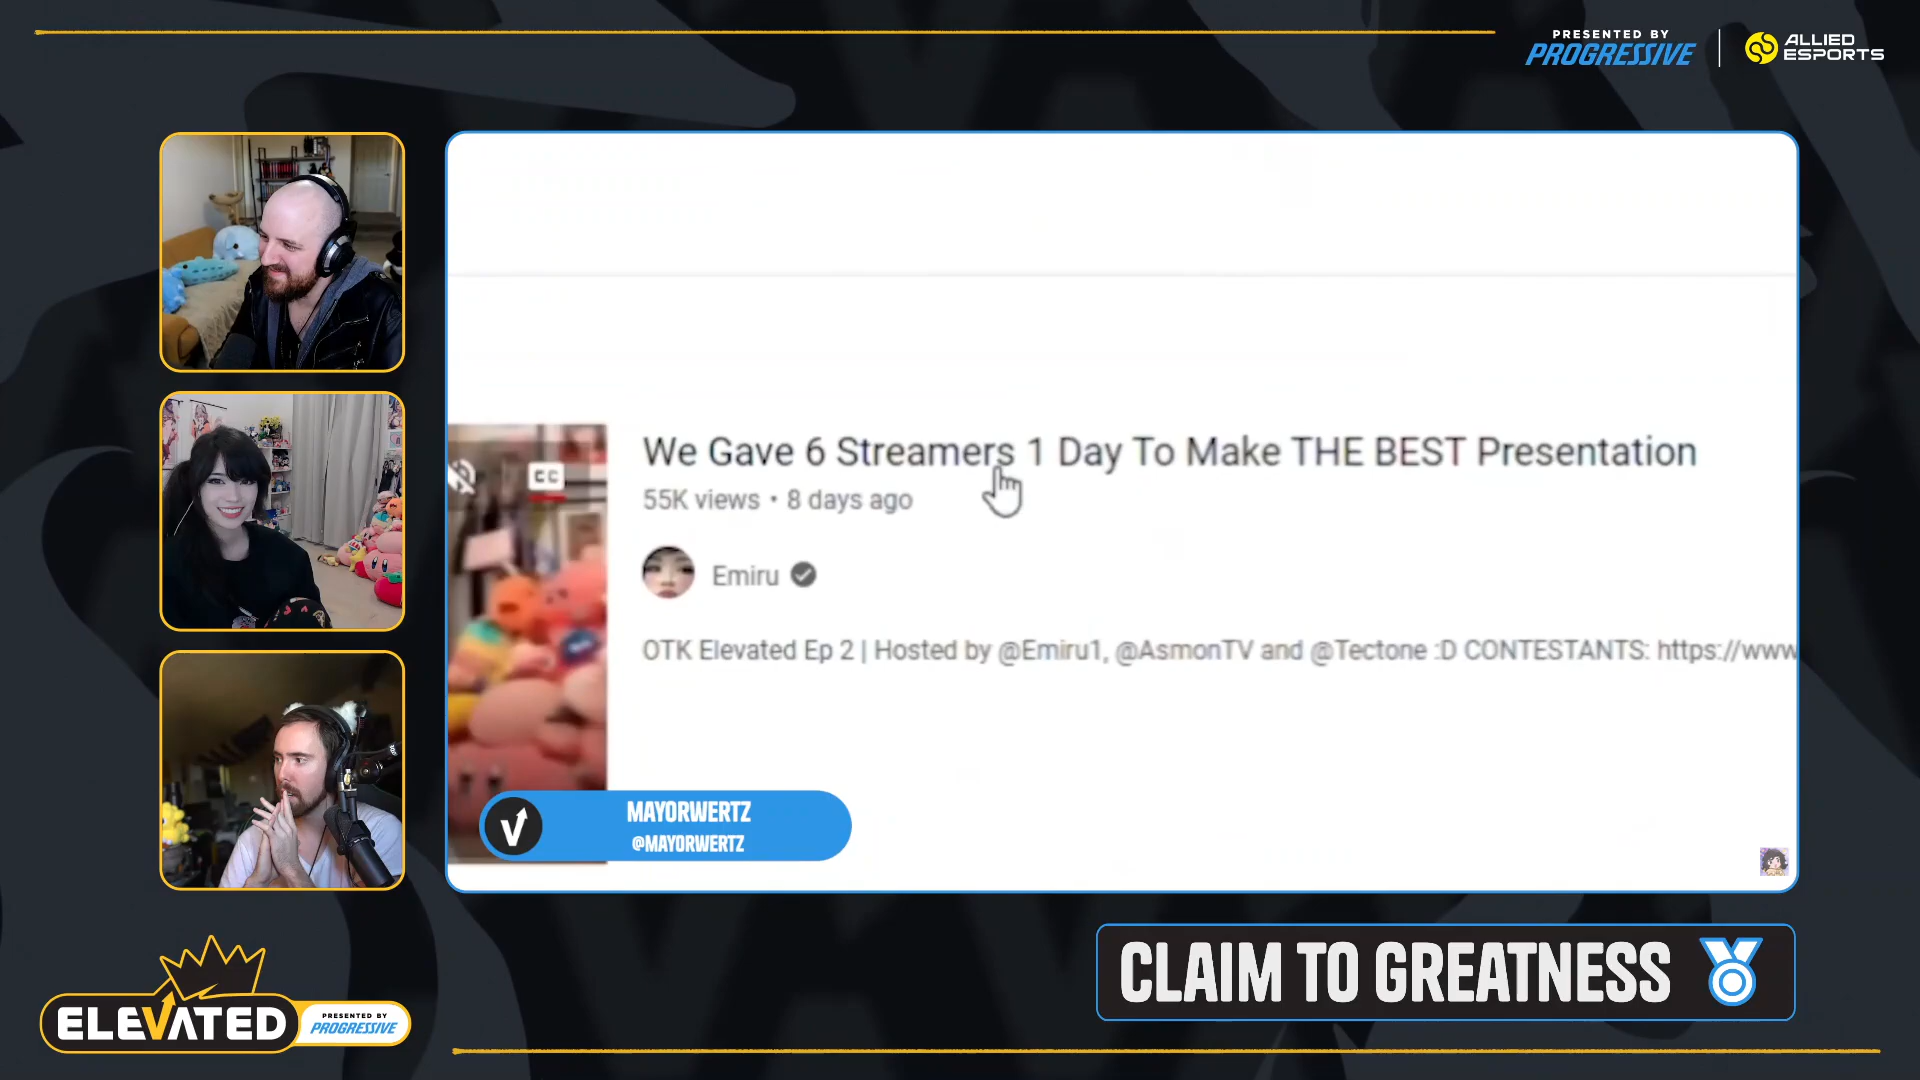 PRESENTED BY
PROGRESSIVE
ALLIED
ESPORTS
We Gave 6 Streamers 1 Day To Make THE BEST Presentation
55K views • 8 days ago
CC
Emiru
OTK Elevated Ep 2 | Hosted by @Emiru1, @AsmonTV and @Tectone :D CONTESTANTS: https://www
MAYORWERTZ
@MAYORWERTZ
CLAIM TO GREATNESS
ELEVATED
PRESENTED BY
PROGRESSIVE